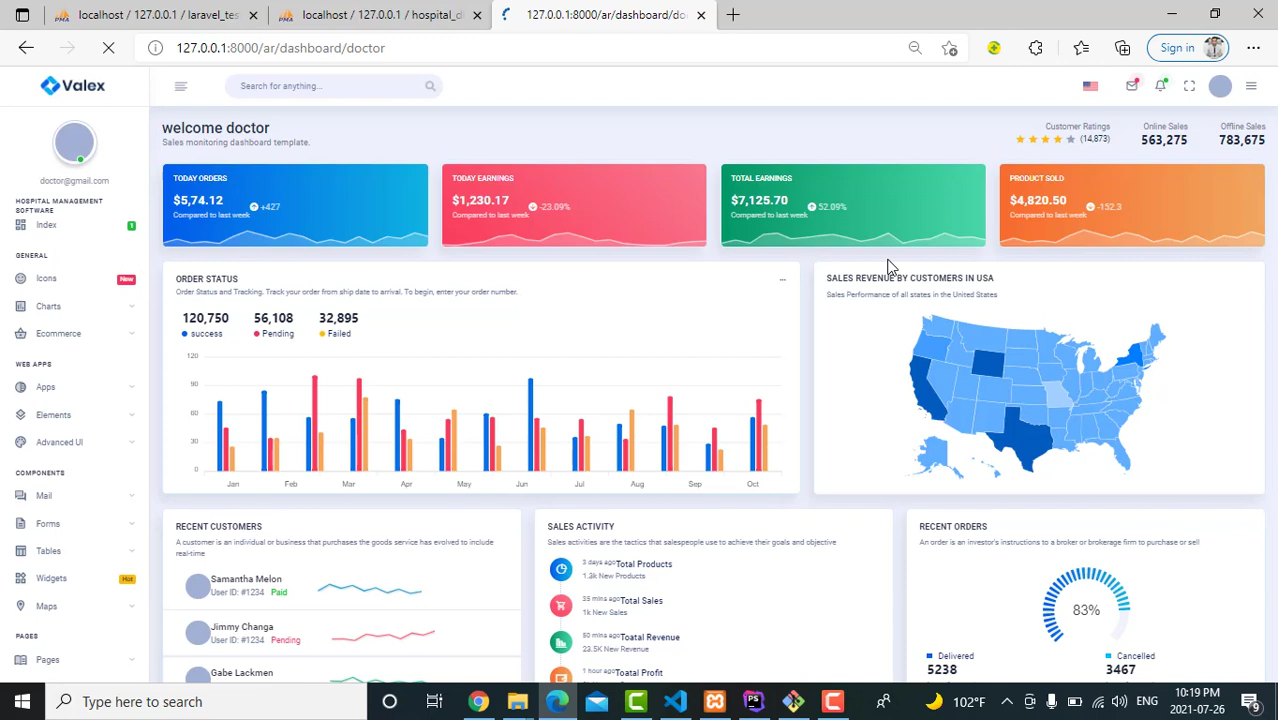 localhost / 127.0.0.1 / laravel_tes
localhost / 127.0.0.1 / hospital_d
127.0.0.1:8000/ar/dashboard/doct
127.0.0.1:8000/ar/dashboard/doctor
Sign in
Valex
Search for anything...
doctor@gmail.com
HOSPITAL MANAGEMENT
SOFTWARE
Index
1
GENERAL
Icons
New
Charts
Ecommerce
WEB APPS
Apps
Elements
Advanced UI
COMPONENTS
Mail
Forms
Tables
Widgets
Hot
Maps
PAGES
Pages
welcome doctor
Sales monitoring dashboard template.
Customer Ratings
(14,873)
Online Sales
563,275
Offline Sales
783,675
TODAY ORDERS
$5,74.12
+427
Compared to last week
TODAY EARNINGS
$1,230.17
-23.09%
Compared to last week
TOTAL EARNINGS
$7,125.70
52.09%
Compared to last week
PRODUCT SOLD
$4,820.50
-152.3
Compared to last week
ORDER STATUS
...
Order Status and Tracking. Track your order from ship date to arrival. To begin, enter your order number.
120,750
success
56,108
Pending
32,895
Failed
120
90
60
30
0
Jan Feb Mar Apr May Jun Jul Aug Sep Oct
SALES REVENUE BY CUSTOMERS IN USA
Sales Performance of all states in the United States
RECENT CUSTOMERS
A customer is an individual or business that purchases the goods service has evolved to include
real-time
Samantha Melon
User ID: #1234 Paid
Jimmy Changa
User ID: #1234 Pending
Gabe Lackmen
SALES ACTIVITY
Sales activities are the tactics that salespeople use to achieve their goals and objective
3 days ago Total Products
1.3k New Products
35 mins ago Total Sales
1k New Sales
50 mins ago Toatal Revenue
23.5K New Revenue
1 hour ago Total Profit
RECENT ORDERS
An order is an investor's instructions to a broker or brokerage firm to purchase or sell
83%
Delivered
5238
Cancelled
3467
Type here to search
PS
102°F
ENG
10:19 PM
2021-07-26
9